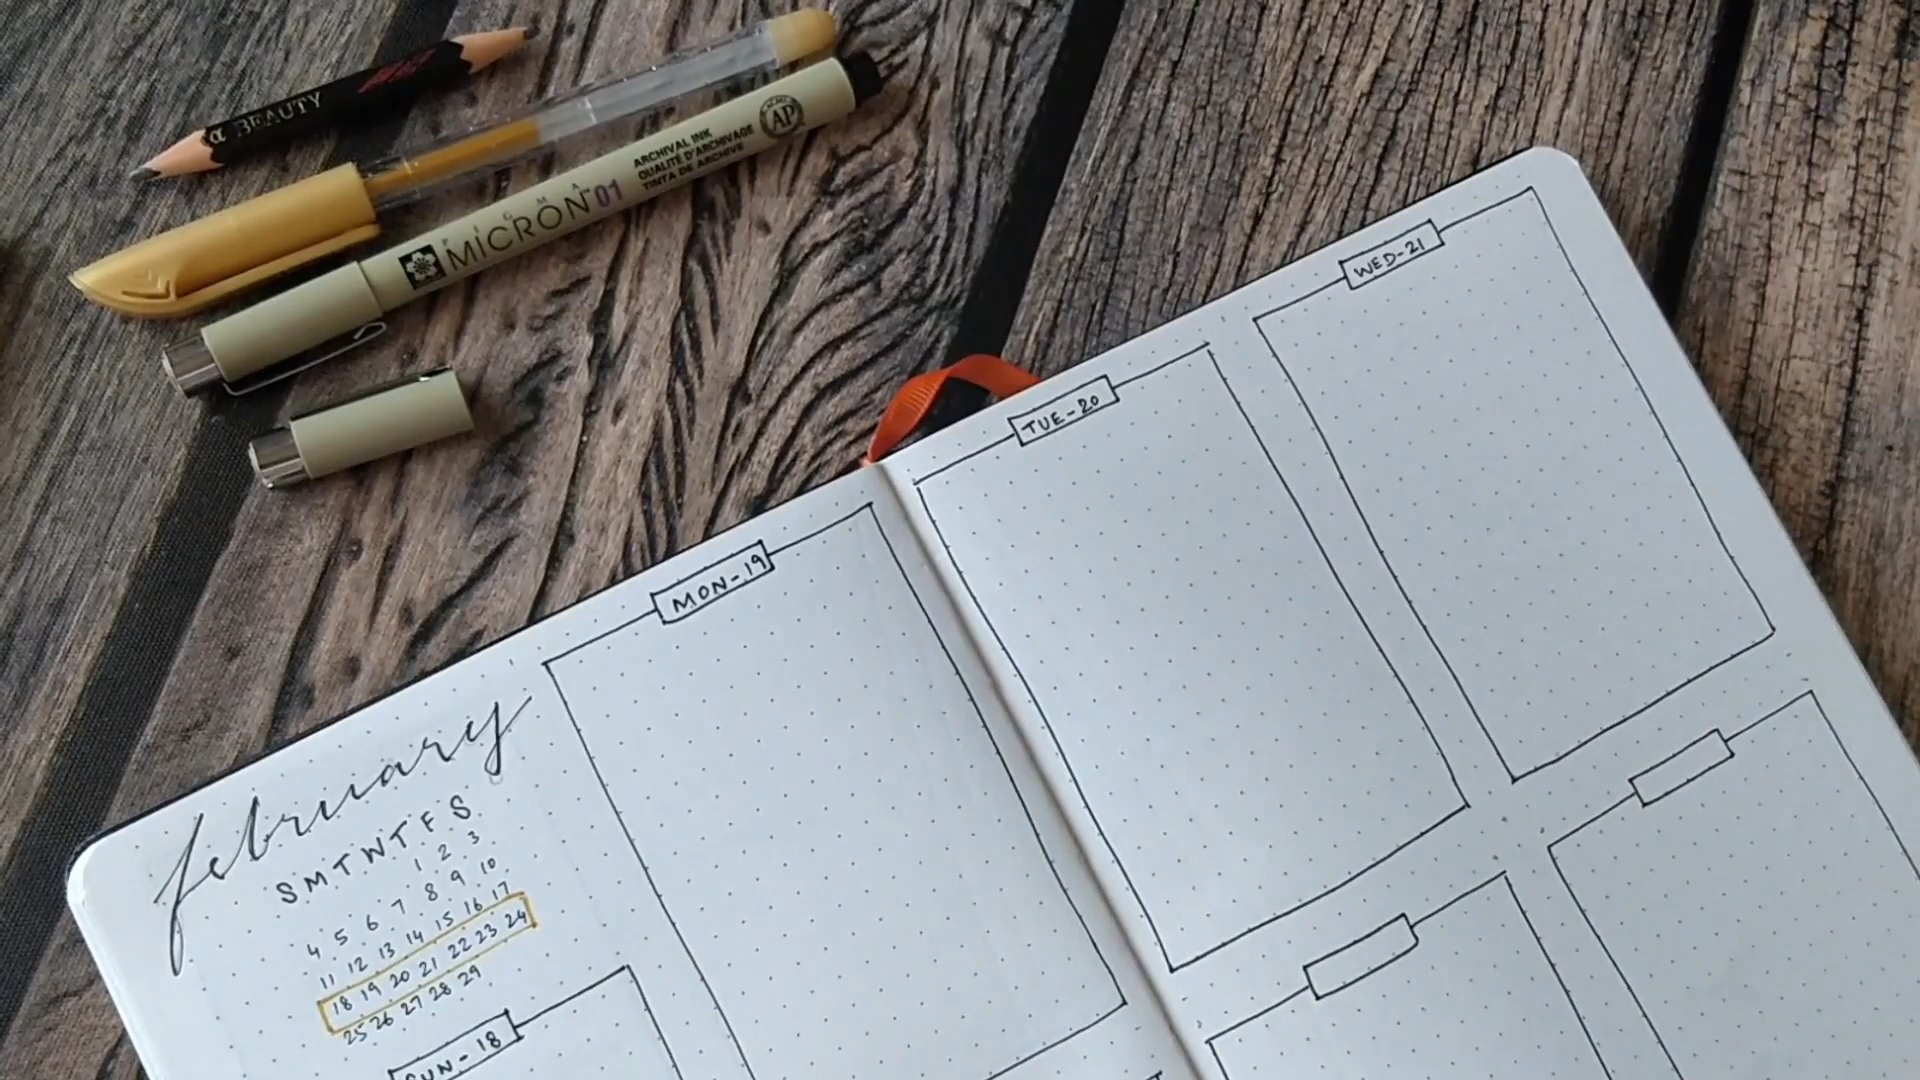 α BEAUTY
PIGMA
MICRON 01
ARCHIVAL INK
QUALITÉ D'ARCHIVAGE
TINTA DE ARCHIVE
AP
WED-21
TUE-20
MON-19
february
S M T W T F S
1 2 3
4 5 6 7 8 9 10
11 12 13 14 15 16 17
18 19 20 21 22 23 24
25 26 27 28 29
SUN-18